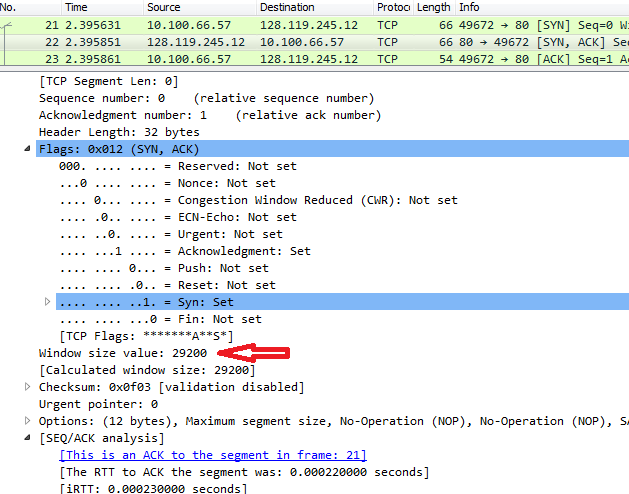 No. Time Source Destination Protoc Length Info
21 2.395631 10.100.66.57 128.119.245.12 TCP 66 49672 → 80 [SYN] Seq=0 W
22 2.395851 128.119.245.12 10.100.66.57 TCP 66 80 → 49672 [SYN, ACK] Seq
23 2.395861 10.100.66.57 128.119.245.12 TCP 54 49672 → 80 [ACK] Seq=1 A
[TCP Segment Len: 0]
Sequence number: 0 (relative sequence number)
Acknowledgment number: 1 (relative ack number)
Header Length: 32 bytes
Flags: 0x012 (SYN, ACK)
000. .... .... = Reserved: Not set
...0 .... .... = Nonce: Not set
.... 0... .... = Congestion Window Reduced (CWR): Not set
.... .0.. .... = ECN-Echo: Not set
.... ..0. .... = Urgent: Not set
.... ...1 .... = Acknowledgment: Set
.... .... 0... = Push: Not set
.... .... .0.. = Reset: Not set
.... .... ..1. = Syn: Set
.... .... ...0 = Fin: Not set
[TCP Flags: *******A**S*]
Window size value: 29200
[Calculated window size: 29200]
Checksum: 0x0f03 [validation disabled]
Urgent pointer: 0
Options: (12 bytes), Maximum segment size, No-Operation (NOP), No-Operation (NOP), SA
[SEQ/ACK analysis]
[This is an ACK to the segment in frame: 21]
[The RTT to ACK the segment was: 0.000220000 seconds]
[iRTT: 0.000230000 seconds]